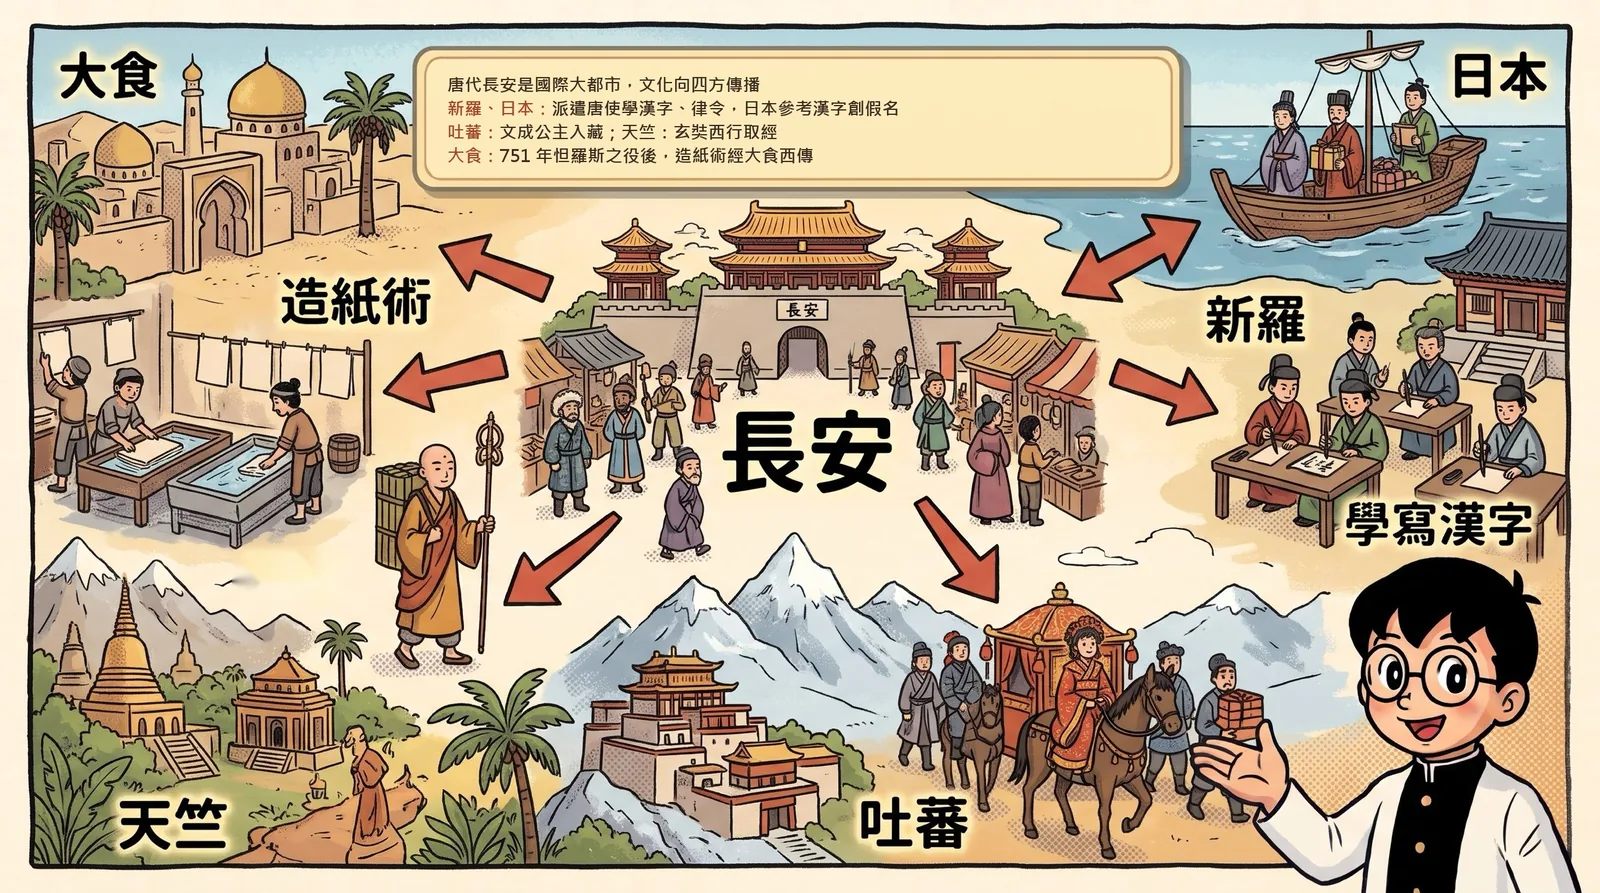 大食
唐代長安是國際大都市，文化向四方傳播
新羅、日本：派遣唐使學漢字、律令，日本參考漢字創假名
吐蕃：文成公主入藏；天竺：玄奘西行取經
大食：751 年怛羅斯之役後，造紙術經大食西傳
日本
造紙術
長安
新羅
長安
學寫漢字
天竺
吐蕃